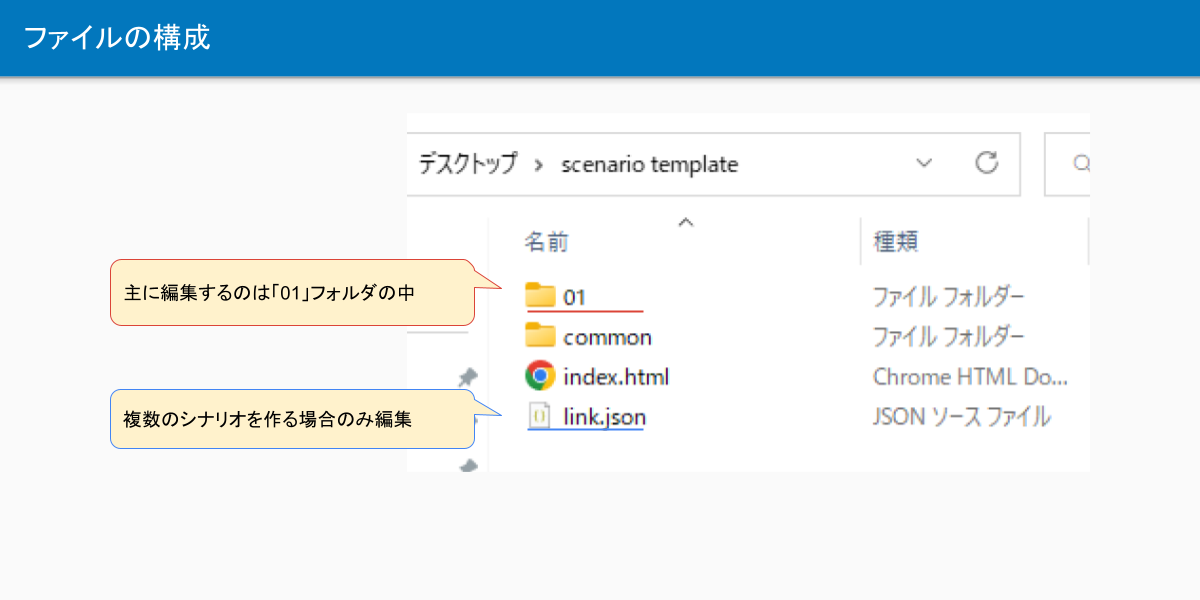 ファイルの構成
デスクトップ › scenario template
名前 種類
主に編集するのは「01」フォルダの中
01 ファイル フォルダー
common ファイル フォルダー
index.html Chrome HTML Do...
複数のシナリオを作る場合のみ編集
link.json JSON ソース ファイル